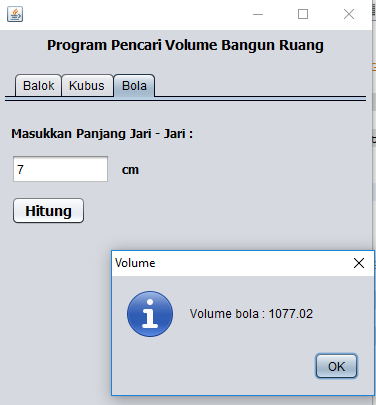 Program Pencari Volume Bangun Ruang
Balok Kubus Bola
Masukkan Panjang Jari - Jari :
7 cm
Hitung
Volume
Volume bola : 1077.02
OK